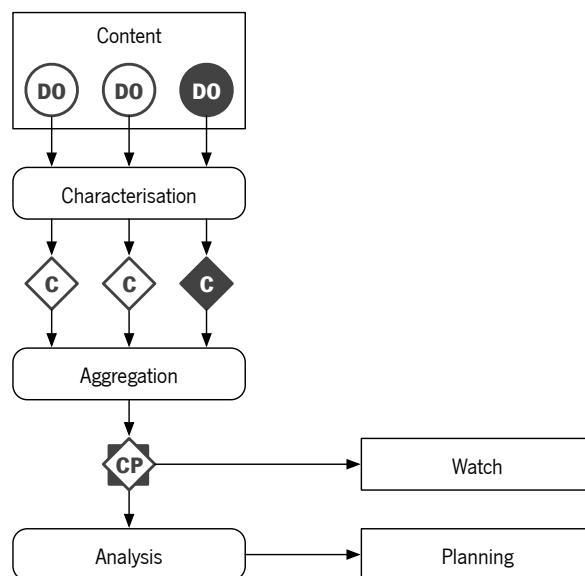 Content
DO DO DO
Characterisation
C C C
Aggregation
CP
Watch
Analysis
Planning